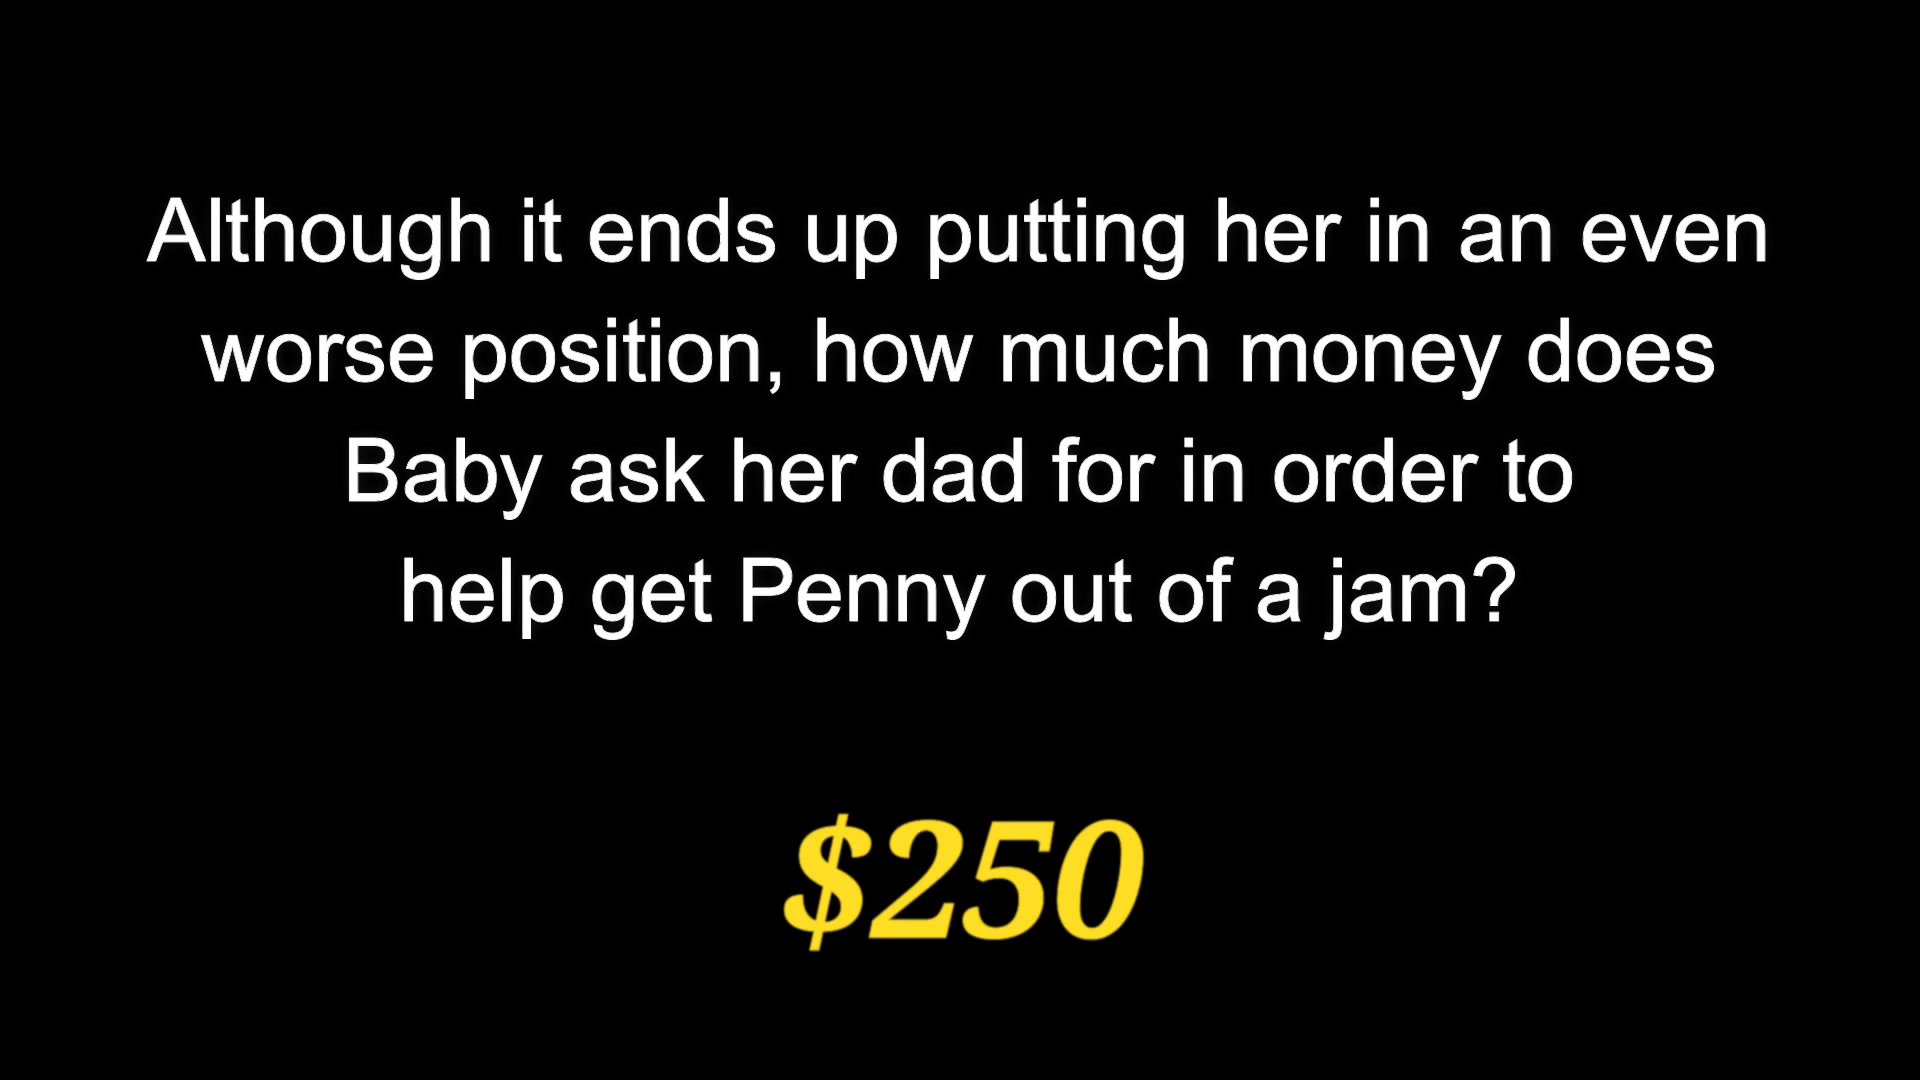 Although it ends up putting her in an even
worse position, how much money does
Baby ask her dad for in order to
help get Penny out of a jam?
$250